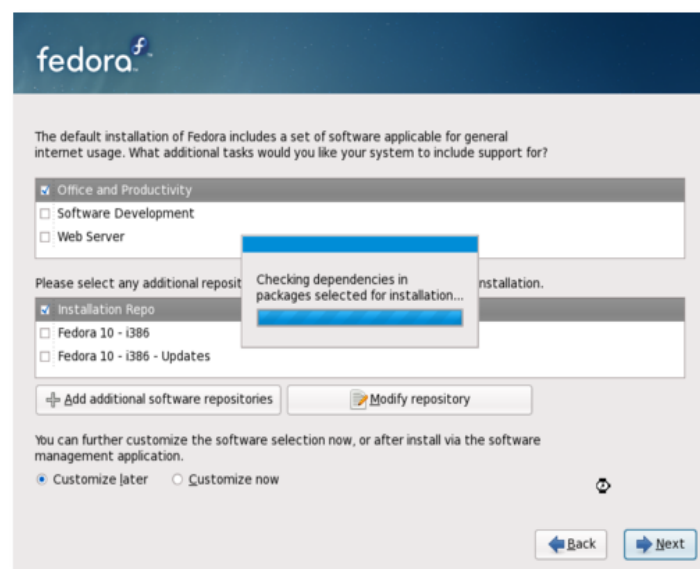 fedora
The default installation of Fedora includes a set of software applicable for general
internet usage. What additional tasks would you like your system to include support for?
Office and Productivity
Software Development
Web Server
Please select any additional reposit
nstallation.
Checking dependencies in
packages selected for installation...
Installation Repo
Fedora 10 - i386
Fedora 10 - i386 - Updates
Add additional software repositories
Modify repository
You can further customize the software selection now, or after install via the software
management application.
Customize later
Customize now
Back
Next